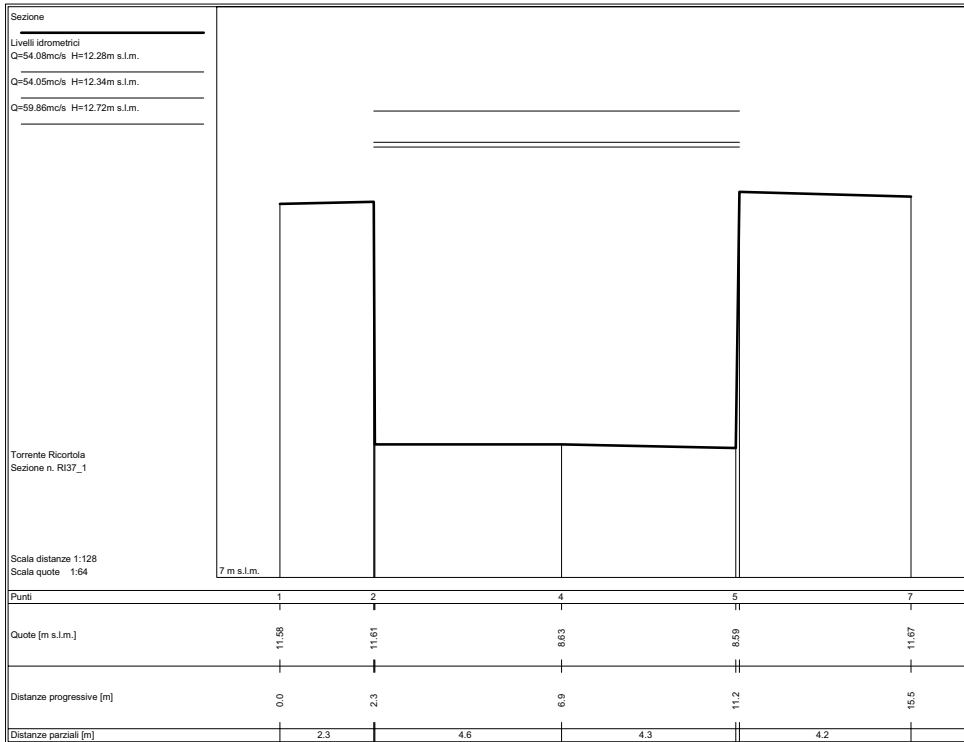 Sezione
Livelli idrometrici
Q=54.08mc/s H=12.28m s.l.m.
Q=54.05mc/s H=12.34m s.l.m.
Q=59.86mc/s H=12.72m s.l.m.
Torrente Ricortola
Sezione n. RI37_1
Scala distanze 1:128
Scala quote 1:64
7 m s.l.m.
Punti 1 2 4 5 7
Quote [m s.l.m.] 11.58 11.61 8.63 8.59 11.67
Distanze progressive [m] 0.0 2.3 6.9 11.2 15.5
Distanze parziali [m] 2.3 4.6 4.3 4.2